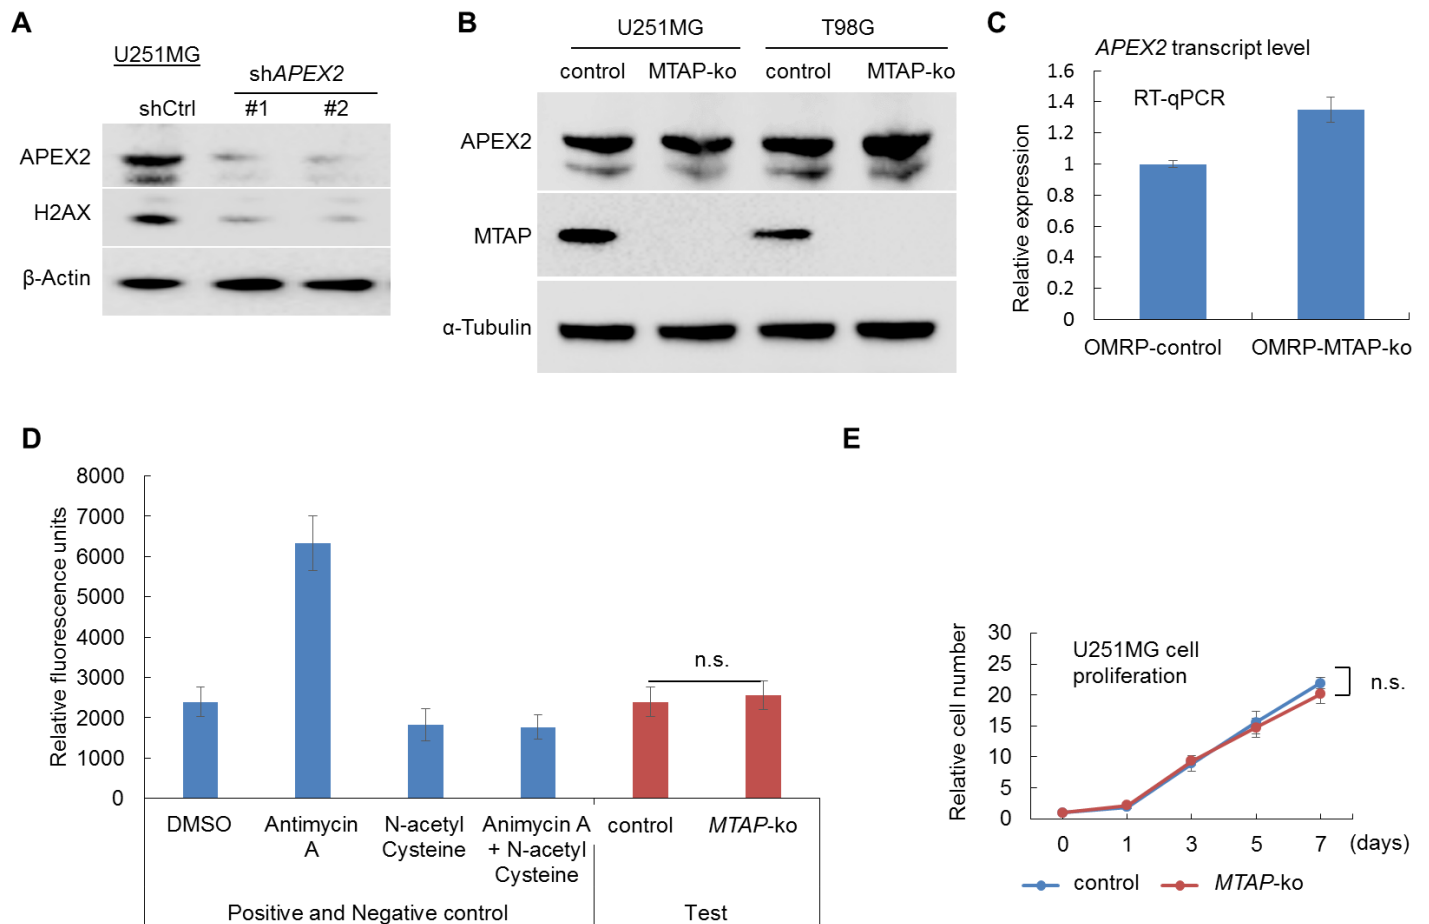 A
U251MG
shAPEX2
shCtrl
#1
#2
APEX2
H2AX
β-Actin
B
U251MG
T98G
control
MTAP-ko
control
MTAP-ko
APEX2
MTAP
α-Tubulin
C
APEX2 transcript level
RT-qPCR
Relative expression
1.6
1.4
1.2
1
0.8
0.6
0.4
0.2
0
OMRP-control
OMRP-MTAP-ko
D
Relative fluorescence units
8000
7000
6000
5000
4000
3000
2000
1000
0
n.s.
DMSO
Antimycin
A
N-acetyl
Cysteine
Animycin A
+ N-acetyl
Cysteine
control
MTAP-ko
Positive and Negative control
Test
E
Relative cell number
30
25
20
15
10
5
0
U251MG cell
proliferation
n.s.
0
1
3
5
7
(days)
control
MTAP-ko